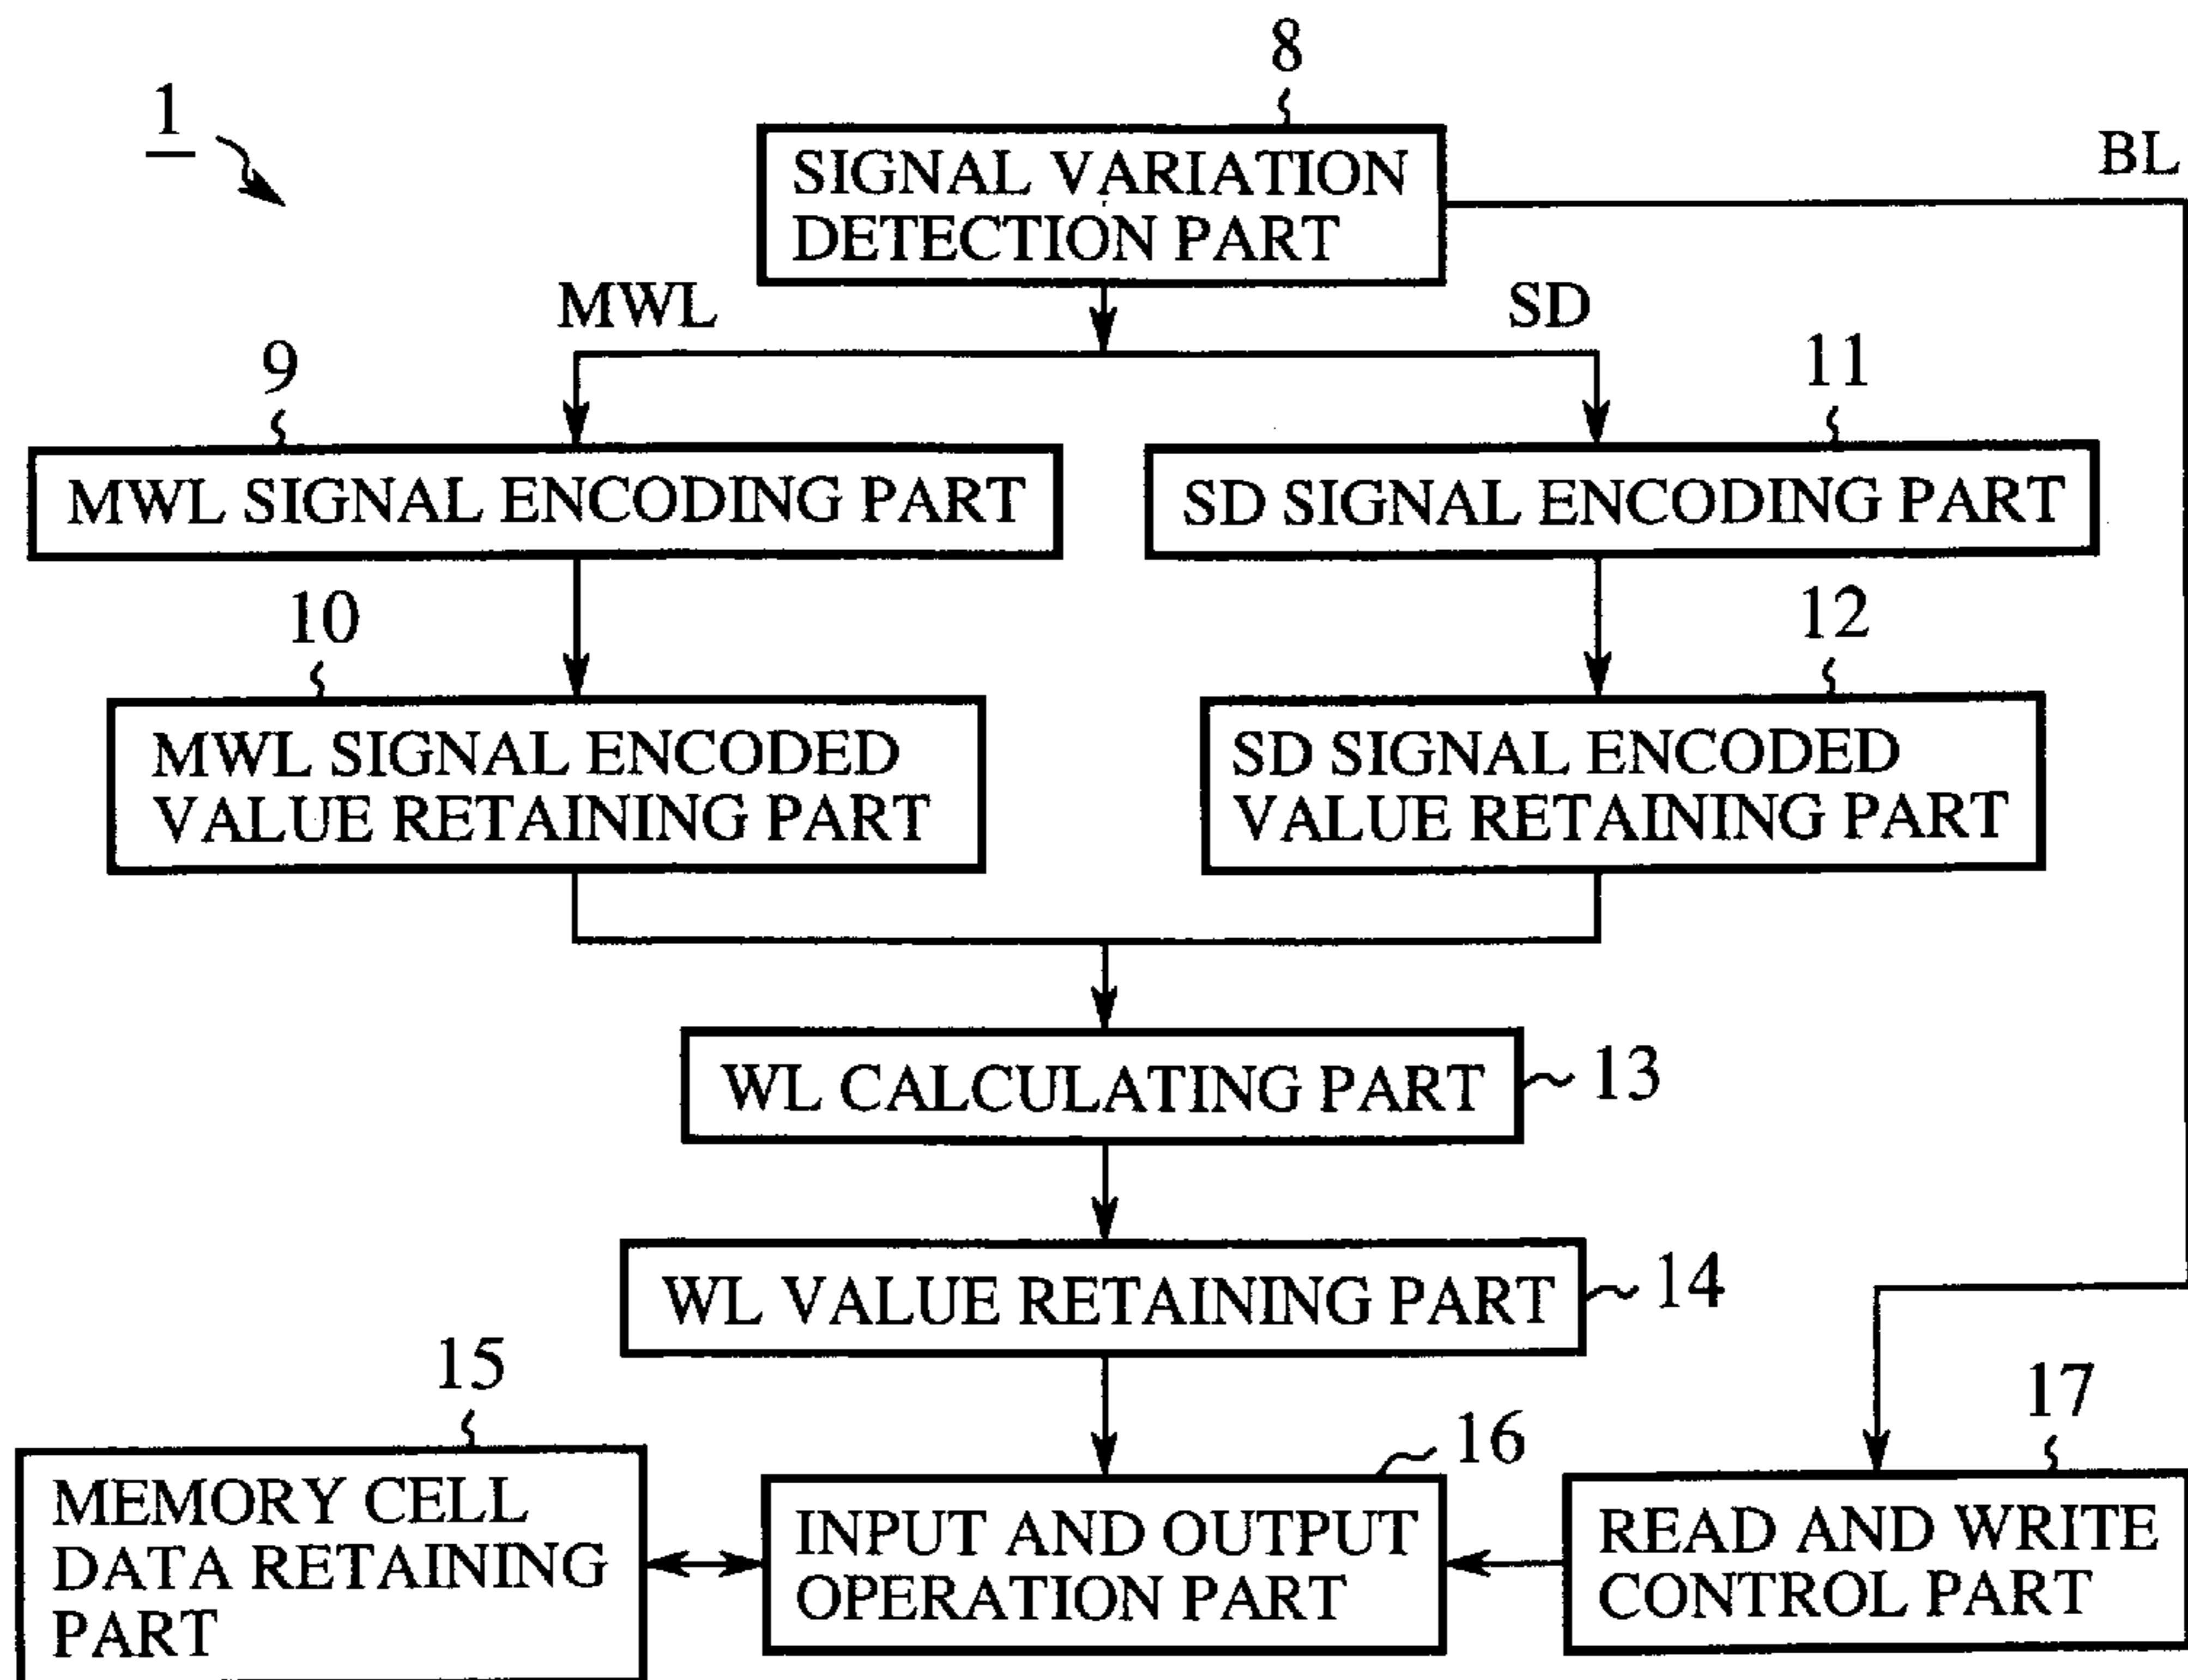 8
1
SIGNAL VARIATION
DETECTION PART
BL
MWL
SD
9
11
MWL SIGNAL ENCODING PART
SD SIGNAL ENCODING PART
10
12
MWL SIGNAL ENCODED
VALUE RETAINING PART
SD SIGNAL ENCODED
VALUE RETAINING PART
WL CALCULATING PART
13
WL VALUE RETAINING PART
14
15
16
17
MEMORY CELL
DATA RETAINING
PART
INPUT AND OUTPUT
OPERATION PART
READ AND WRITE
CONTROL PART